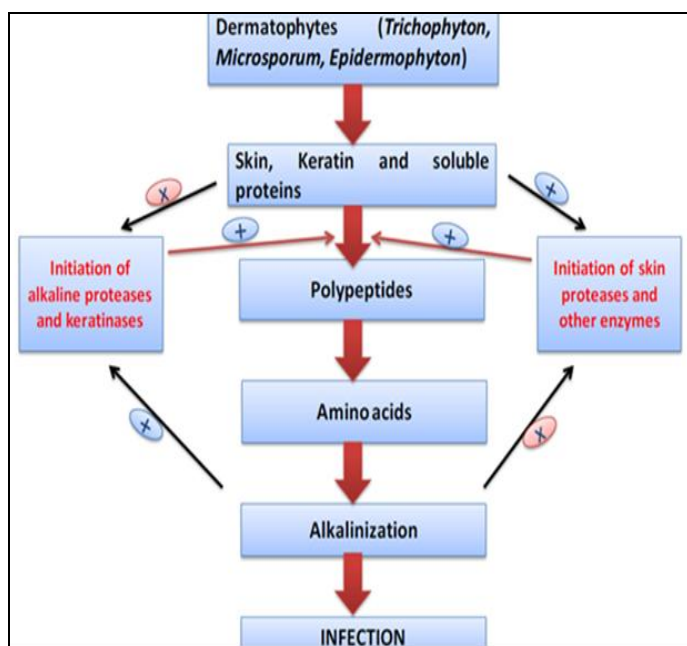 Dermatophytes (Trichophyton,
Microsporum, Epidermophyton)
Skin, Keratin and soluble
proteins
x
+
+
+
Initiation of
alkaline proteases
and keratinases
Polypeptides
Initiation of skin
proteases and
other enzymes
Amino acids
+
x
Alkalinization
INFECTION